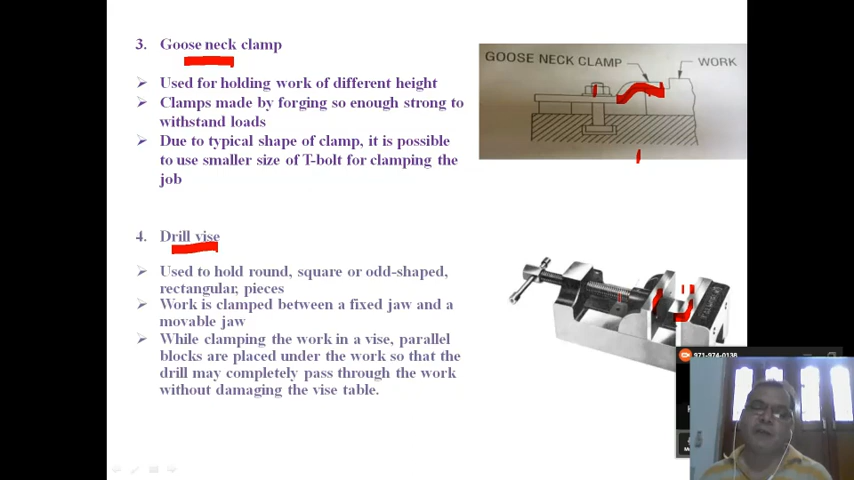 3. Goose neck clamp
Used for holding work of different height
Clamps made by forging so enough strong to
withstand loads
Due to typical shape of clamp, it is possible
to use smaller size of T-bolt for clamping the
job
GOOSE NECK CLAMP
WORK
4. Drill vise
Used to hold round, square or odd-shaped,
rectangular, pieces
Work is clamped between a fixed jaw and a
movable jaw
While clamping the work in a vise, parallel
blocks are placed under the work so that the
drill may completely pass through the work
without damaging the vise table.
971-974-0138